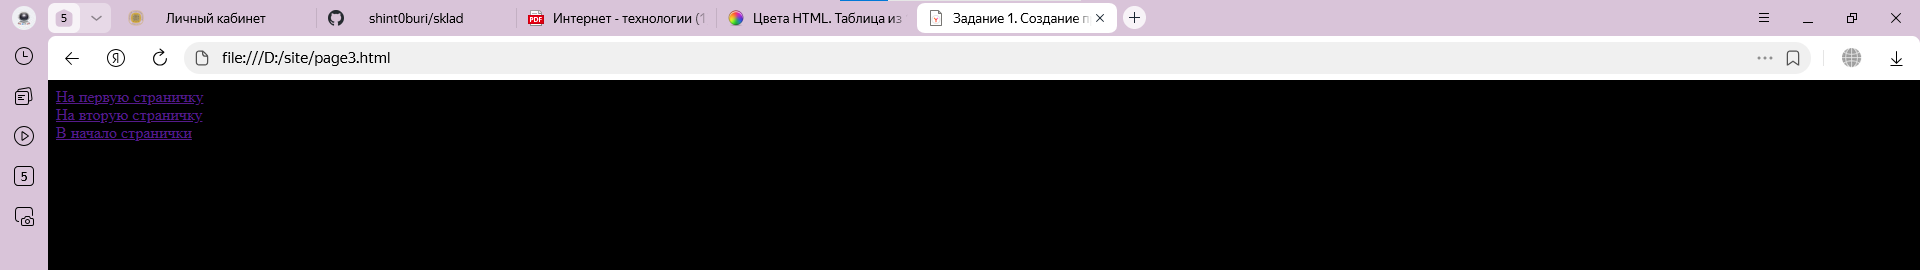 5
Личный кабинет
shint0buri/sklad
PDF
Интернет - технологии (1
Цвета HTML. Таблица из
Y
Задание 1. Создание п
Я
file:///D:/site/page3.html
На первую страничку
На вторую страничку
В начало странички
5